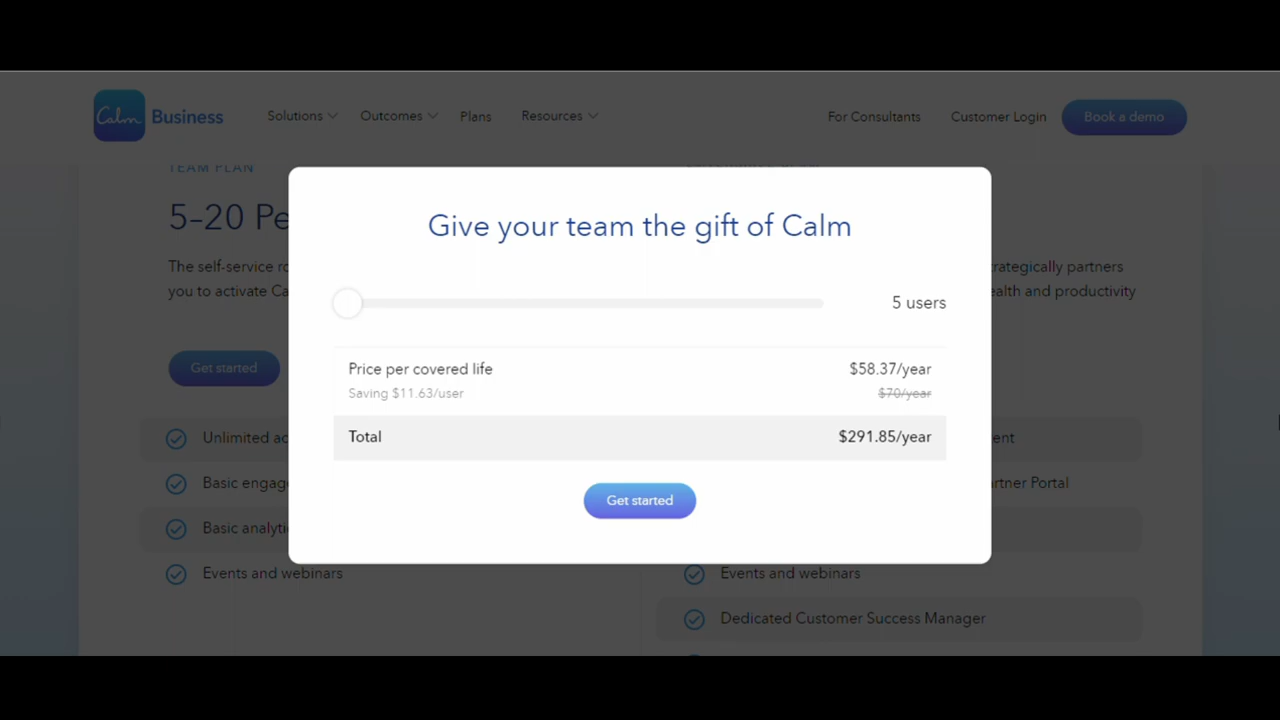 Calm Business
Solutions
Outcomes
Plans
Resources
For Consultants
Customer Login
Book a demo
TEAM PLAN
5–20 Pe
The self-service ro
you to activate Ca
Get started
Unlimited ac
Basic engag
Basic analyti
Events and webinars
Give your team the gift of Calm
5 users
Price per covered life $58.37/year
Saving $11.63/user $70/year
Total $291.85/year
Get started
rategically partners
ealth and productivity
ent
artner Portal
Events and webinars
Dedicated Customer Success Manager